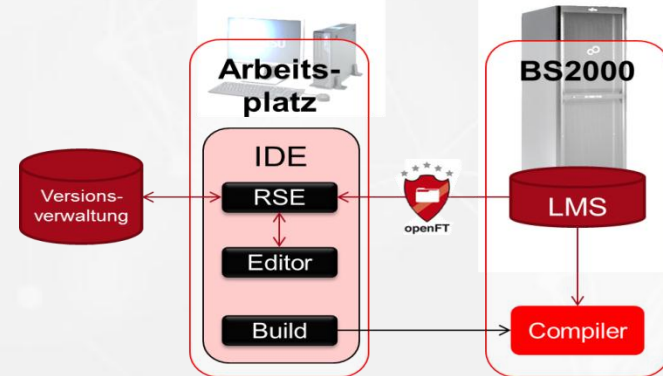 Arbeits-
platz
BS2000
IDE
RSE
Editor
Build
Versions-
verwaltung
openFT
LMS
Compiler